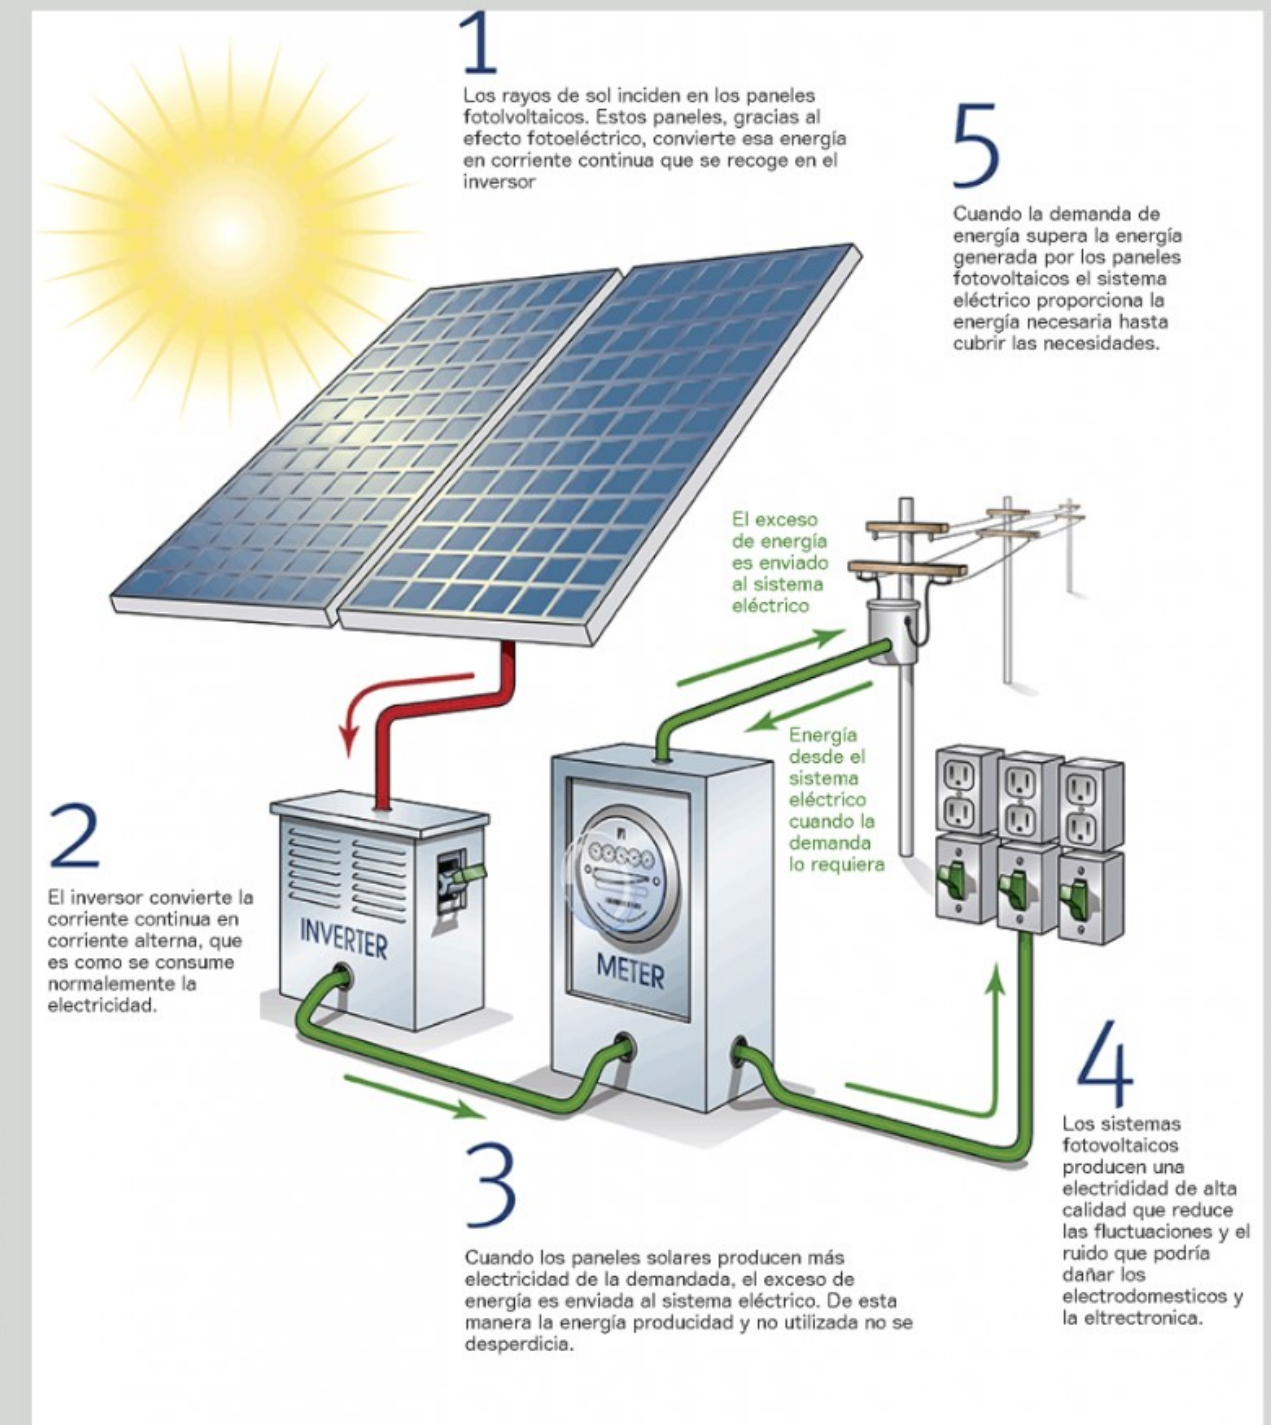 1
Los rayos de sol inciden en los paneles
fotolvoltaicos. Estos paneles, gracias al
efecto fotoeléctrico, convierte esa energía
en corriente continua que se recoge en el
inversor
5
Cuando la demanda de
energía supera la energía
generada por los paneles
fotovoltaicos el sistema
eléctrico proporciona la
energía necesaria hasta
cubrir las necesidades.
El exceso
de energía
es enviado
al sistema
eléctrico
Energía
desde el
sistema
eléctrico
cuando la
demanda
lo requiera
2
El inversor convierte la
corriente continua en
corriente alterna, que
es como se consume
normalemente la
electricidad.
INVERTER
METER
3
Cuando los paneles solares producen más
electricidad de la demandada, el exceso de
energía es enviada al sistema eléctrico. De esta
manera la energía producidad y no utilizada no se
desperdicia.
4
Los sistemas
fotovoltaicos
producen una
electrididad de alta
calidad que reduce
las fluctuaciones y el
ruido que podría
dañar los
electrodomesticos y
la eltrectronica.